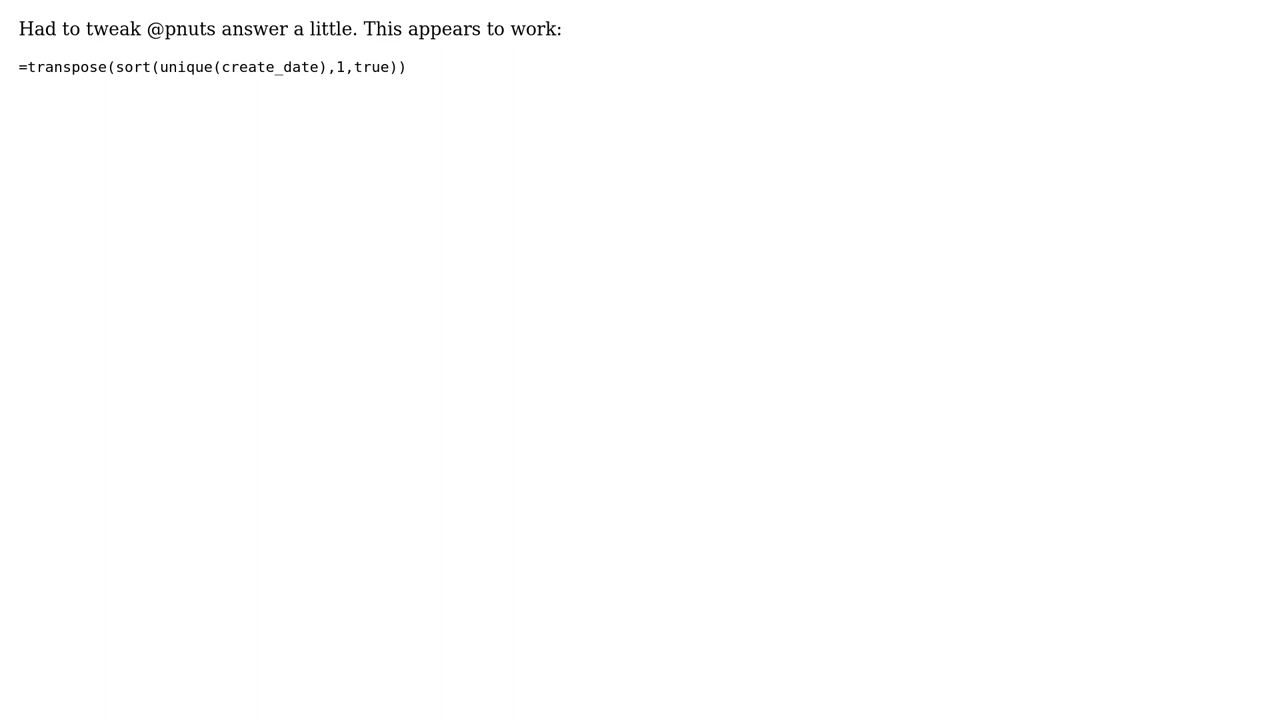 Had to tweak @pnuts answer a little. This appears to work:
=transpose(sort(unique(create_date),1,true))